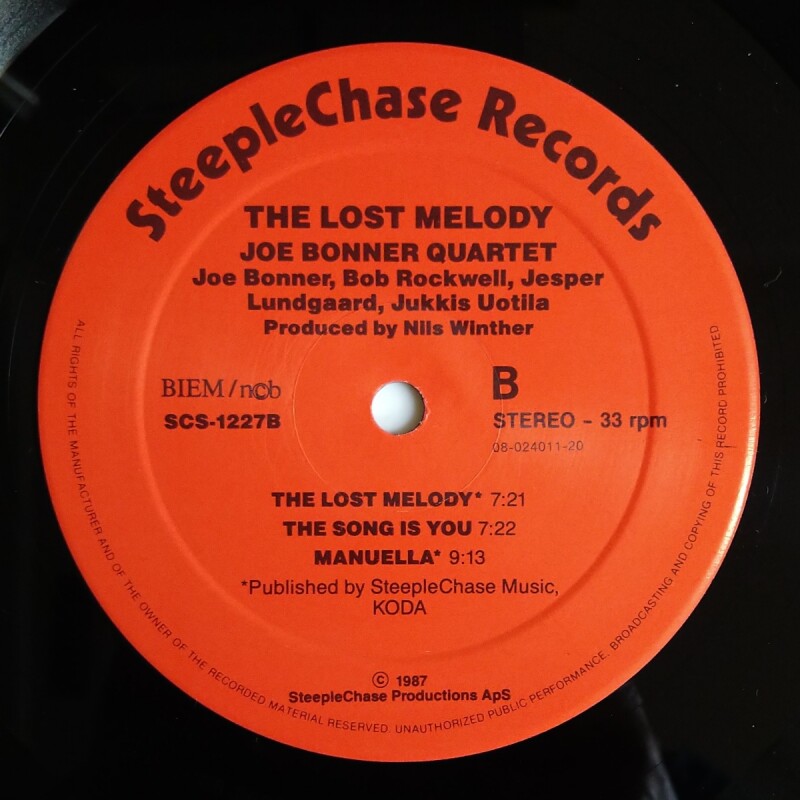 SteepleChase Records
THE LOST MELODY
JOE BONNER QUARTET
Joe Bonner, Bob Rockwell, Jesper
Lundgaard, Jukkis Uotila
Produced by Nils Winther
BIEM/n©b
SCS-1227B
B
STEREO - 33 rpm
08-024011-20
THE LOST MELODY* 7:21
THE SONG IS YOU 7:22
MANUELLA* 9:13
*Published by SteepleChase Music,
KODA
© 1987
SteepleChase Productions ApS
ALL RIGHTS OF THE MANUFACTURER AND OF THE OWNER OF THE RECORDED MATERIAL RESERVED. UNAUTHORIZED PUBLIC PERFORMANCE. BROADCASTING AND COPYING OF THIS RECORD PROHIBITED